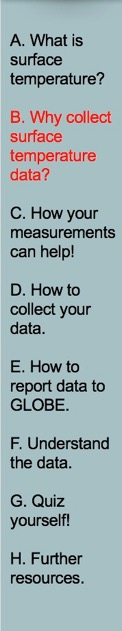 A. What is
surface
temperature?
B. Why collect
surface
temperature
data?
C. How your
measurements
can help!
D. How to
collect your
data.
E. How to
report data to
GLOBE.
F. Understand
the data.
G. Quiz
yourself!
H. Further
resources.